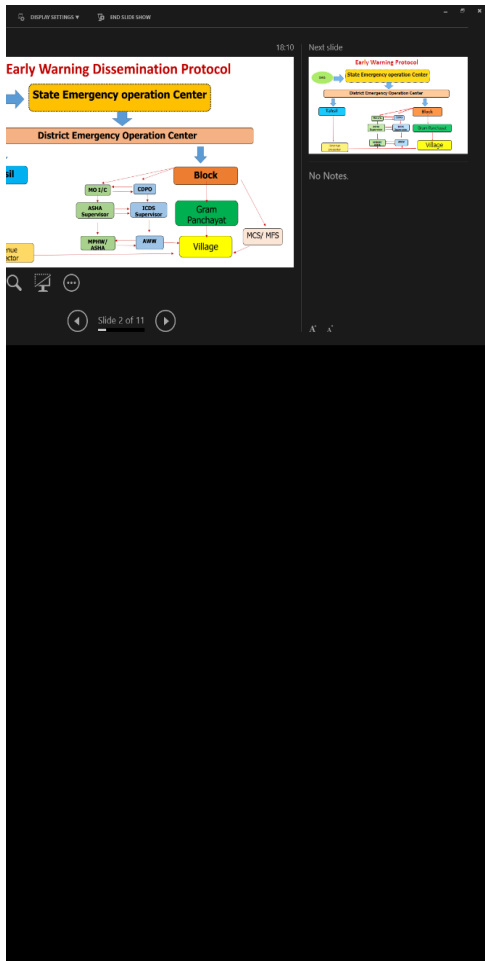 DISPLAY SETTINGS ▼ END SLIDE SHOW
18:10
Next slide
Early Warning Dissemination Protocol
State Emergency operation Center
District Emergency Operation Center
sil
Block
MO I/C
CDPO
ASHA
Supervisor
ICDS
Supervisor
Gram
Panchayat
MPHW/
ASHA
AWW
Village
MCS/ MFS
nue
ector
Early Warning Protocol
State Emergency operation Center
District Emergency Operation Center
Tehsil
Block
Gram Panchayat
Village
No Notes.
Slide 2 of 11
A A